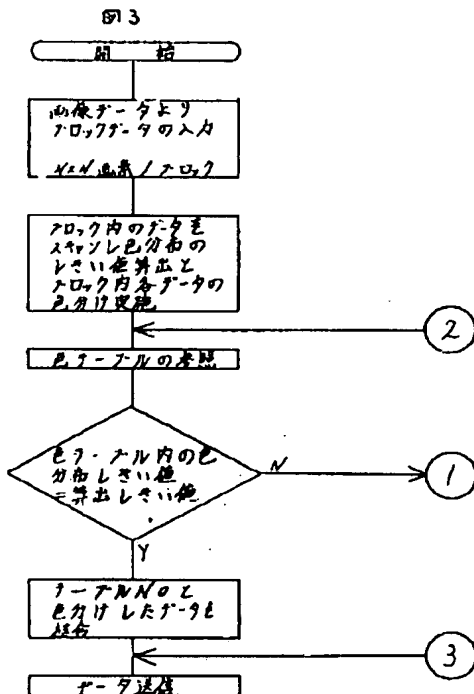 図3
開 始
画像データより
ブロックデータの入力
N×N画素/ブロック
ブロック内のデータを
スキャンし色分布の
しきい値算出と
ブロック内各データの
色分け実施
2
色テーブルの参照
色テーブル内の色
分布しきい値
=算出しきい値
N
1
Y
テーブルNOと
色分けしたデータを
結合
3
データ送信